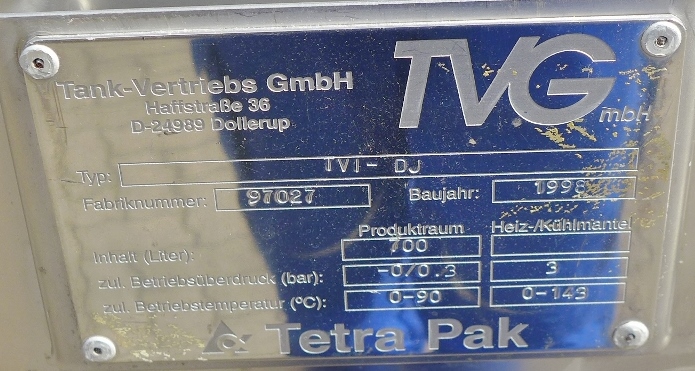 Tank-Vertriebs GmbH
Haffstraße 36
D-24989 Dollerup
TVG mbH
Typ: TVI- DJ
Fabriknummer: 97027 Baujahr: 1998
Produktraum Heiz-/Kühlmantel
Inhalt (Liter): 700
zul. Betriebsüberdruck (bar): -0/0.3 3
zul. Betriebstemperatur (°C): 0-90 0-143
Tetra Pak